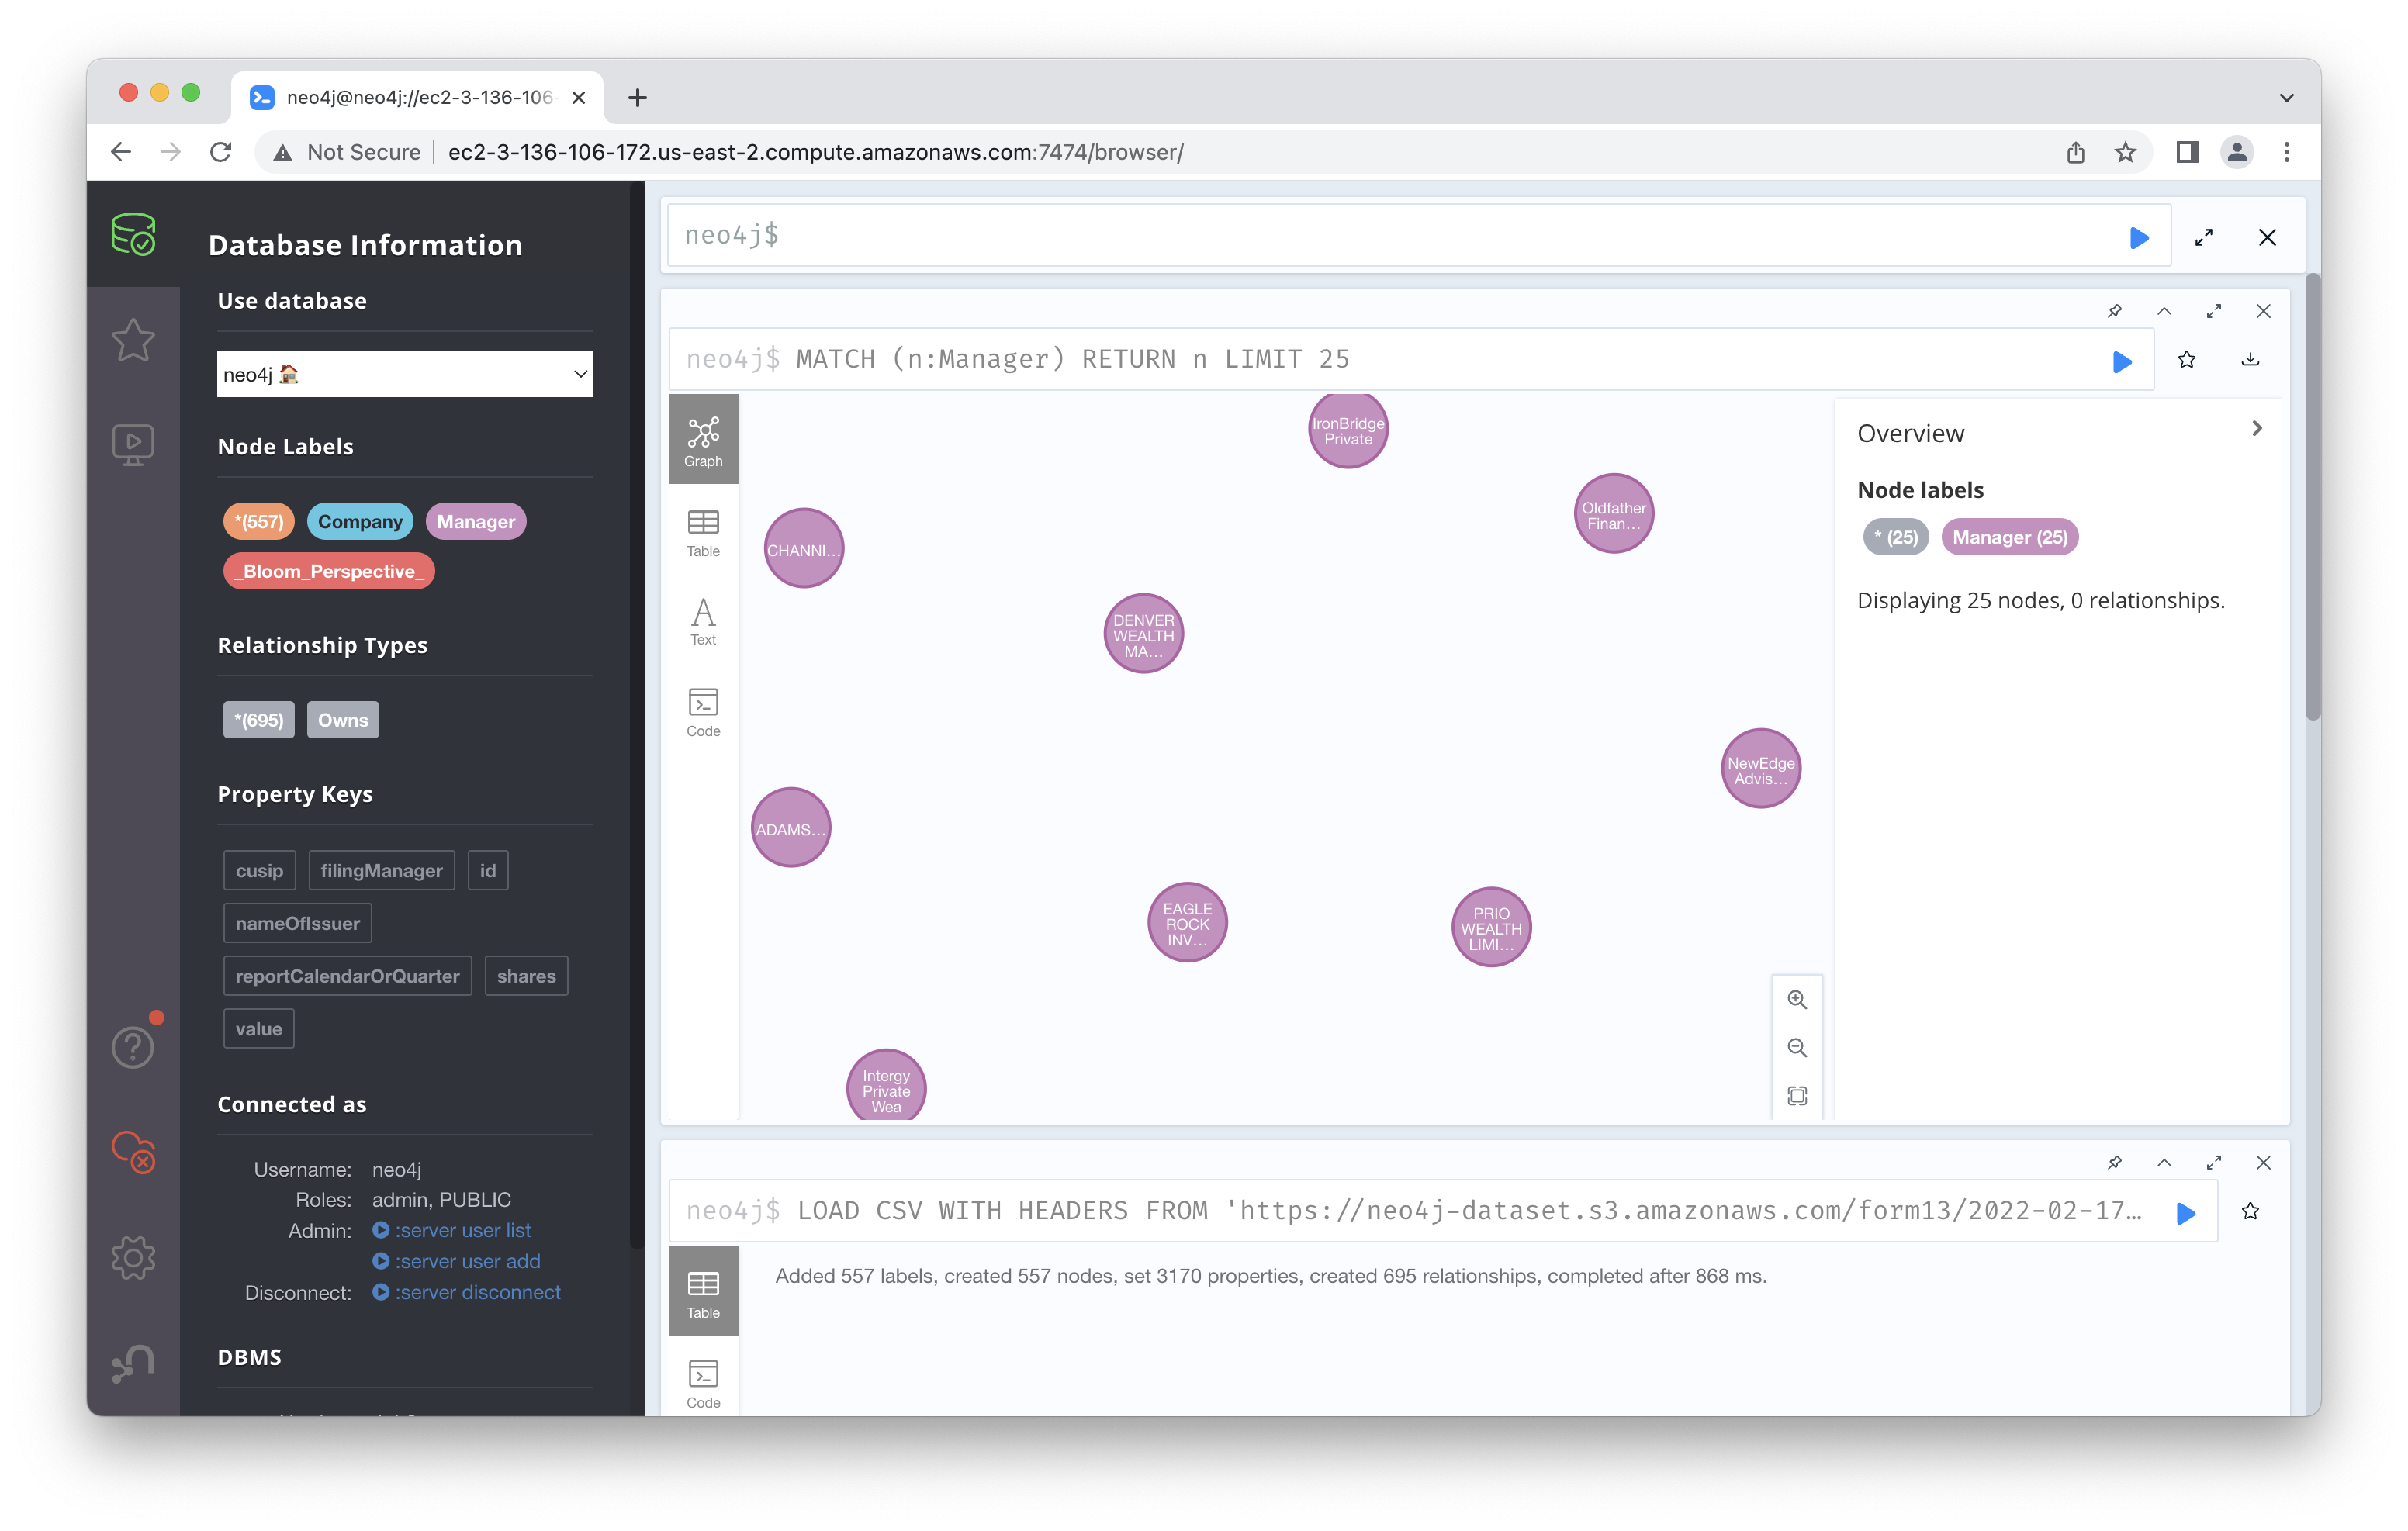 neo4j@neo4j://ec2-3-136-106-
Not Secure | ec2-3-136-106-172.us-east-2.compute.amazonaws.com:7474/browser/
Database Information
Use database
neo4j
Node Labels
*(557) Company Manager
_Bloom_Perspective_
Relationship Types
*(695) Owns
Property Keys
cusip filingManager id
nameOfIssuer
reportCalendarOrQuarter shares
value
Connected as
Username: neo4j
Roles: admin, PUBLIC
Admin: :server user list
:server user add
Disconnect: :server disconnect
DBMS
neo4j$
neo4j$ MATCH (n:Manager) RETURN n LIMIT 25
Graph
Table
Text
Code
IronBridge
Private
Oldfather
Finan...
CHANNI...
DENVER
WEALTH
MA...
NewEdge
Advis...
ADAMS...
EAGLE
ROCK
INV...
PRIO
WEALTH
LIMI...
Intergy
Private
Wea
Overview
Node labels
* (25) Manager (25)
Displaying 25 nodes, 0 relationships.
neo4j$ LOAD CSV WITH HEADERS FROM 'https://neo4j-dataset.s3.amazonaws.com/form13/2022-02-17...
Table
Code
Added 557 labels, created 557 nodes, set 3170 properties, created 695 relationships, completed after 868 ms.